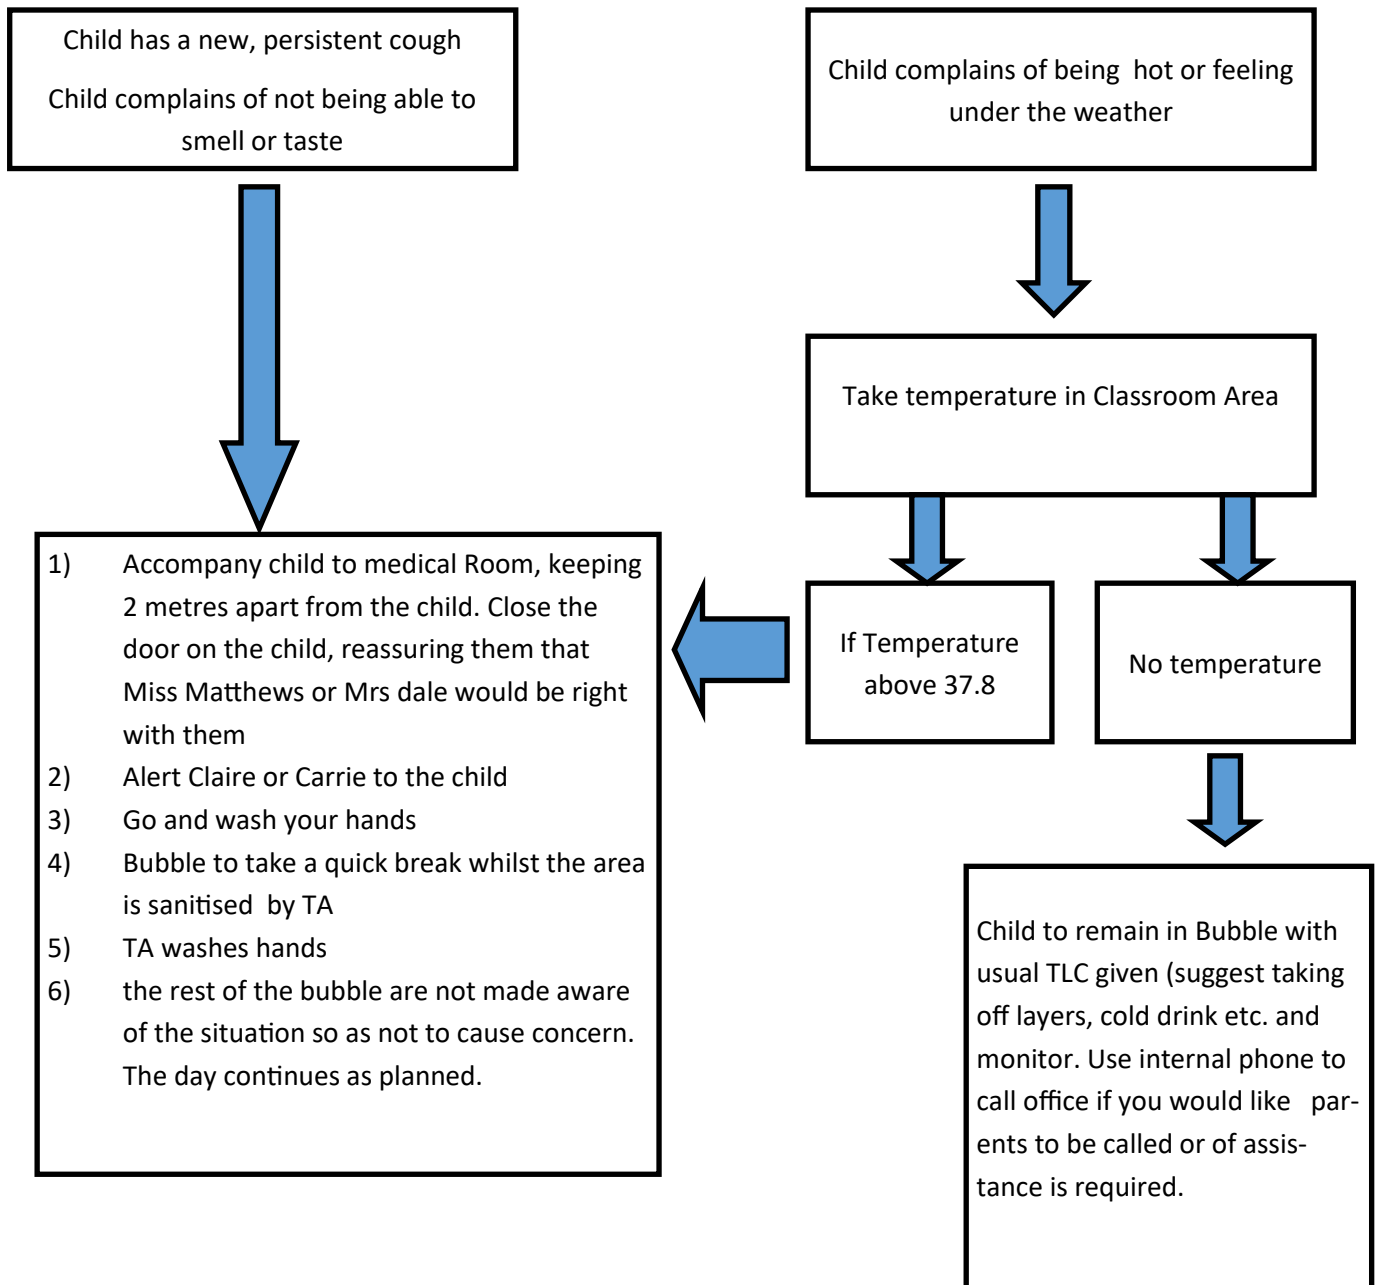 Child has a new, persistent cough
Child complains of not being able to
smell or taste
Child complains of being  hot or feeling
under the weather
Take temperature in Classroom Area
If Temperature
above 37.8
No temperature
1) Accompany child to medical Room, keeping
2 metres apart from the child. Close the
door on the child, reassuring them that
Miss Matthews or Mrs dale would be right
with them
2) Alert Claire or Carrie to the child
3) Go and wash your hands
4) Bubble to take a quick break whilst the area
is sanitised  by TA
5) TA washes hands
6) the rest of the bubble are not made aware
of the situation so as not to cause concern.
The day continues as planned.
Child to remain in Bubble with
usual TLC given (suggest taking
off layers, cold drink etc. and
monitor. Use internal phone to
call office if you would like   par-
ents to be called or of assis-
tance is required.